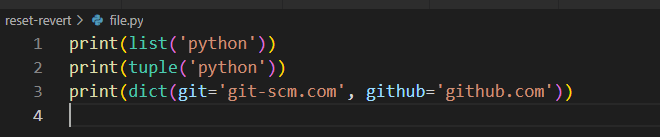 reset-revert > file.py
1 print(list('python'))
2 print(tuple('python'))
3 print(dict(git='git-scm.com', github='github.com'))
4